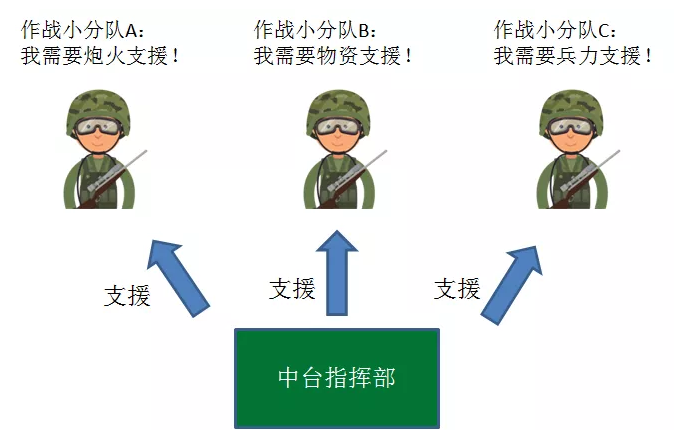 作战小分队A：
我需要炮火支援！
作战小分队B：
我需要物资支援！
作战小分队C：
我需要兵力支援！
支援
支援
支援
中台指挥部